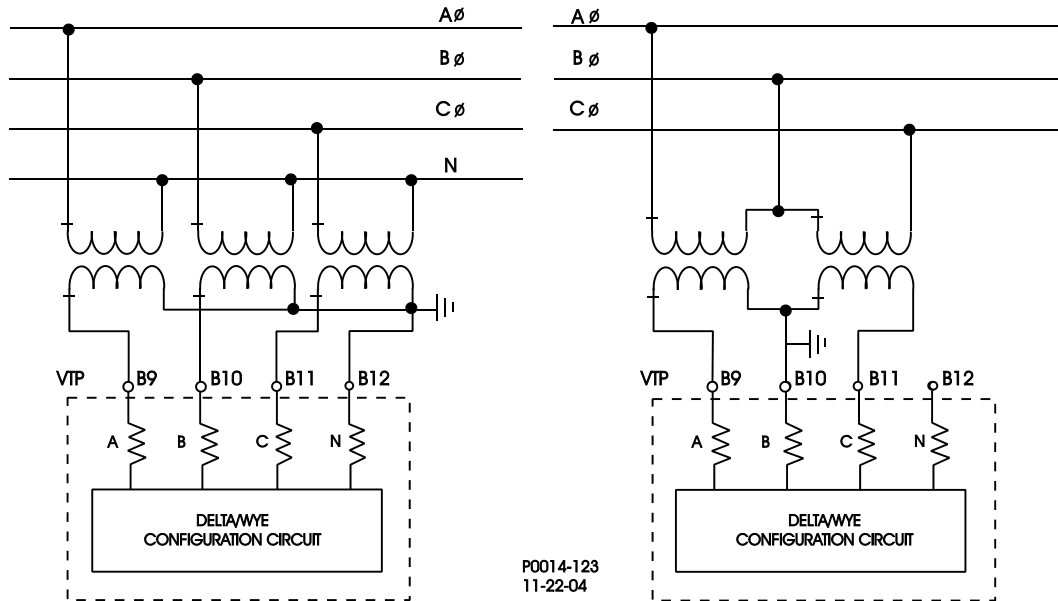 AØ
BØ
CØ
N
VTP B9 B10 B11 B12
A B C N
DELTA/WYE
CONFIGURATION CIRCUIT
AØ
BØ
CØ
VTP B9 B10 B11 B12
A B C N
DELTA/WYE
CONFIGURATION CIRCUIT
P0014-123
11-22-04